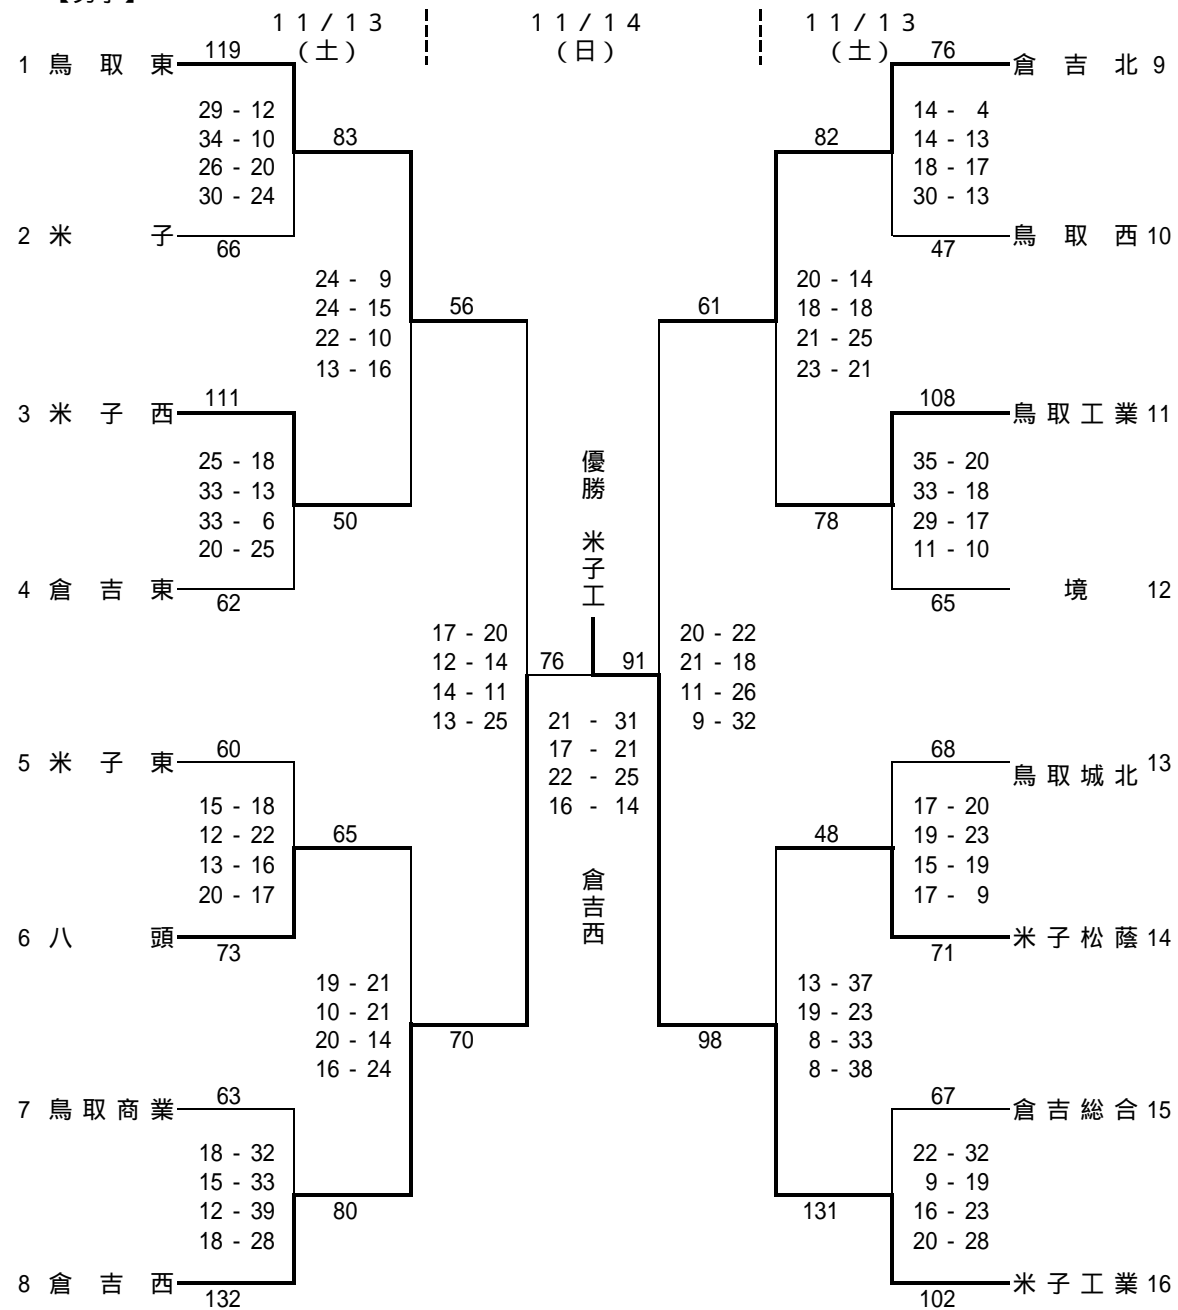 11/13
(土)
11/14
(日)
11/13
(土)
1 鳥取東 119
29 - 12
34 - 10
26 - 20
30 - 24
2 米子 66
83
24 - 9
24 - 15
22 - 10
13 - 16
3 米子西 111
25 - 18
33 - 13
33 - 6
20 - 25
4 倉吉東 62
50
56
17 - 20
12 - 14
14 - 11
13 - 25
5 米子東 60
15 - 18
12 - 22
13 - 16
20 - 17
6 八頭 73
65
19 - 21
10 - 21
20 - 14
16 - 24
7 鳥取商業 63
18 - 32
15 - 33
12 - 39
18 - 28
8 倉吉西 132
80
70
優勝 米子工
76 91
21 - 31
17 - 21
22 - 25
16 - 14
倉吉西
76 倉吉北 9
14 - 4
14 - 13
18 - 17
30 - 13
47 鳥取西 10
82
20 - 14
18 - 18
21 - 25
23 - 21
108 鳥取工業 11
35 - 20
33 - 18
29 - 17
11 - 10
65 境 12
78
61
20 - 22
21 - 18
11 - 26
9 - 32
68 鳥取城北 13
17 - 20
19 - 23
15 - 19
17 - 9
71 米子松蔭 14
48
13 - 37
19 - 23
8 - 33
8 - 38
67 倉吉総合 15
22 - 32
9 - 19
16 - 23
20 - 28
102 米子工業 16
131
98